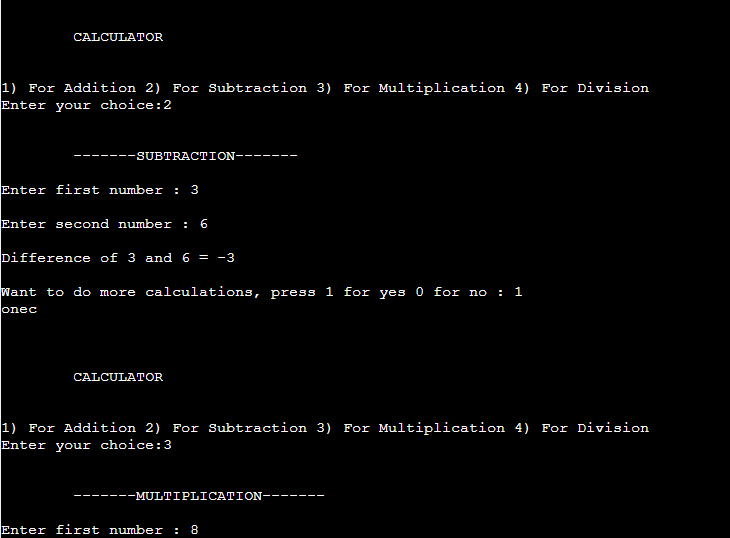 CALCULATOR
1) For Addition 2) For Subtraction 3) For Multiplication 4) For Division
Enter your choice:2
-------SUBTRACTION-------
Enter first number : 3
Enter second number : 6
Difference of 3 and 6 = -3
Want to do more calculations, press 1 for yes 0 for no : 1
onec
CALCULATOR
1) For Addition 2) For Subtraction 3) For Multiplication 4) For Division
Enter your choice:3
-------MULTIPLICATION-------
Enter first number : 8